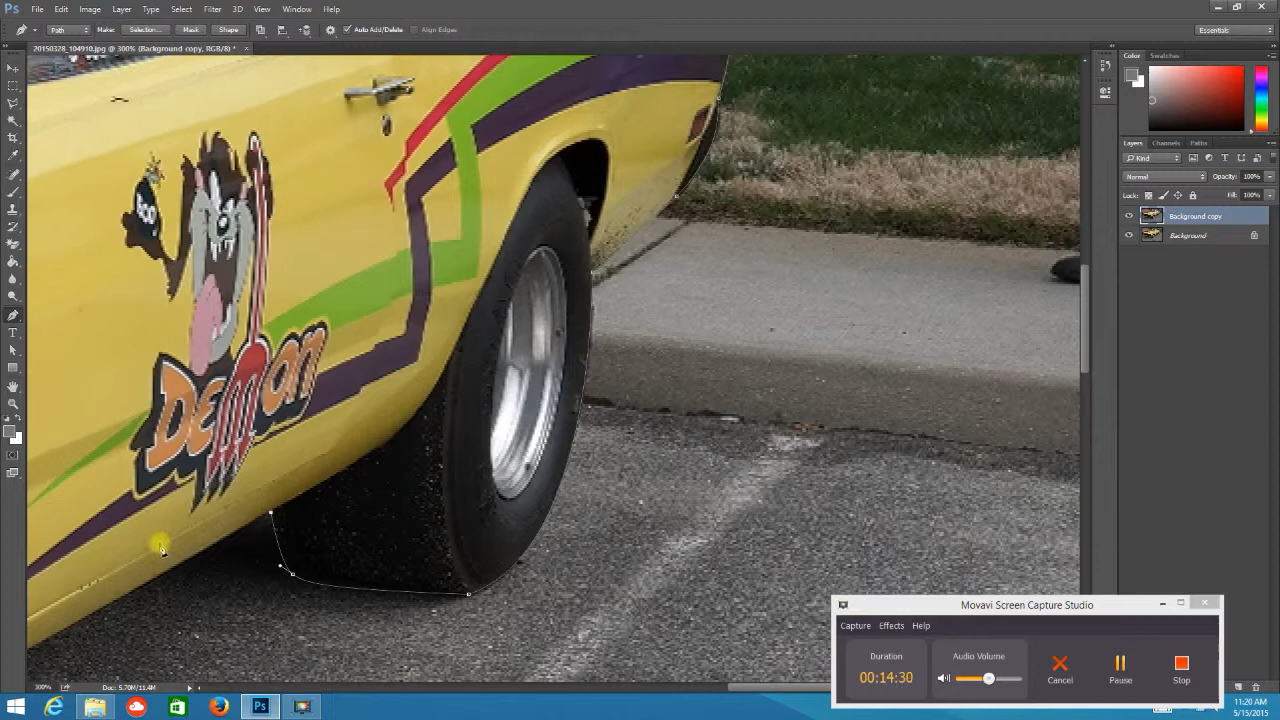 Ps File Edit Image Layer Type Select Filter 3D View Window Help
Path Make: Selection... Mask Shape Auto Add/Delete Align Edges Essentials
20150328_104910.jpg @ 300% (Background copy, RGB/8) *
Color Swatches
Layers Channels Paths
Kind
Normal Opacity: 100%
Lock: Fill: 100%
Background copy
Background
DEMON
Movavi Screen Capture Studio
Capture Effects Help
Duration
00:14:30
Audio Volume
Cancel
Pause
Stop
300% Doc: 5.70M/11.4M
Ps
11:20 AM
5/15/2015